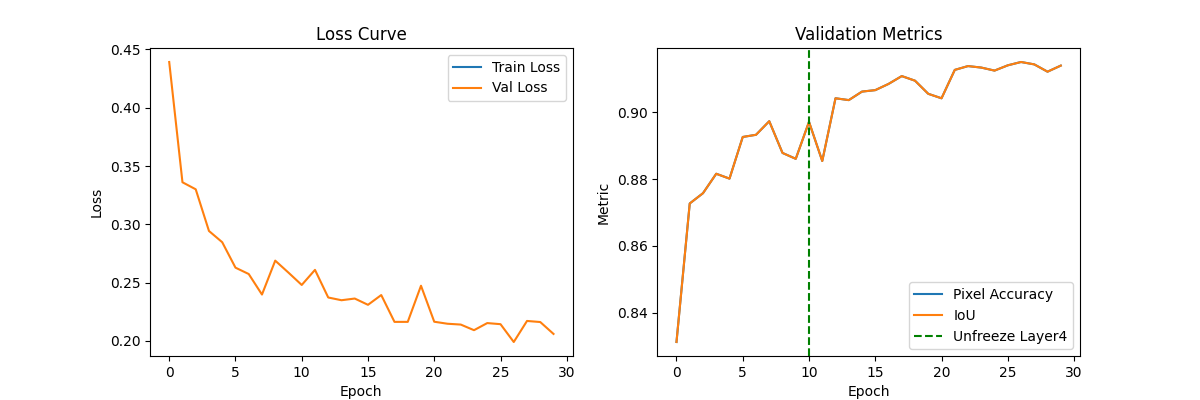 Loss Curve
0.45
0.40
0.35
0.30
0.25
0.20
Loss
0 5 10 15 20 25 30
Epoch
Train Loss
Val Loss
Validation Metrics
0.90
0.88
0.86
0.84
Metric
0 5 10 15 20 25 30
Epoch
Pixel Accuracy
IoU
Unfreeze Layer4